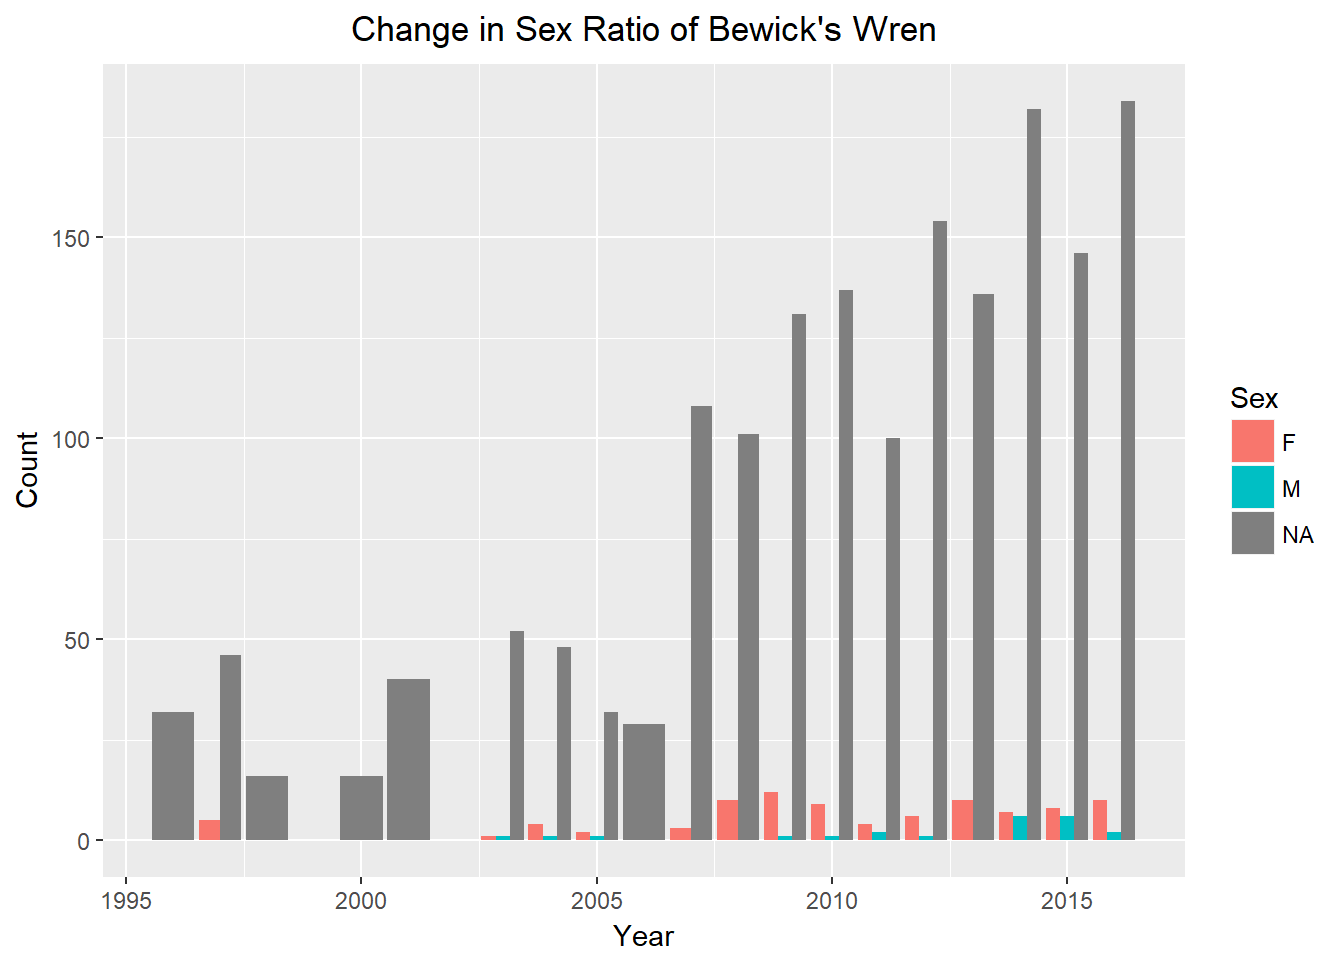 Change in Sex Ratio of Bewick's Wren
150
100
50
0
Count
1995 2000 2005 2010 2015
Year
Sex
F
M
NA